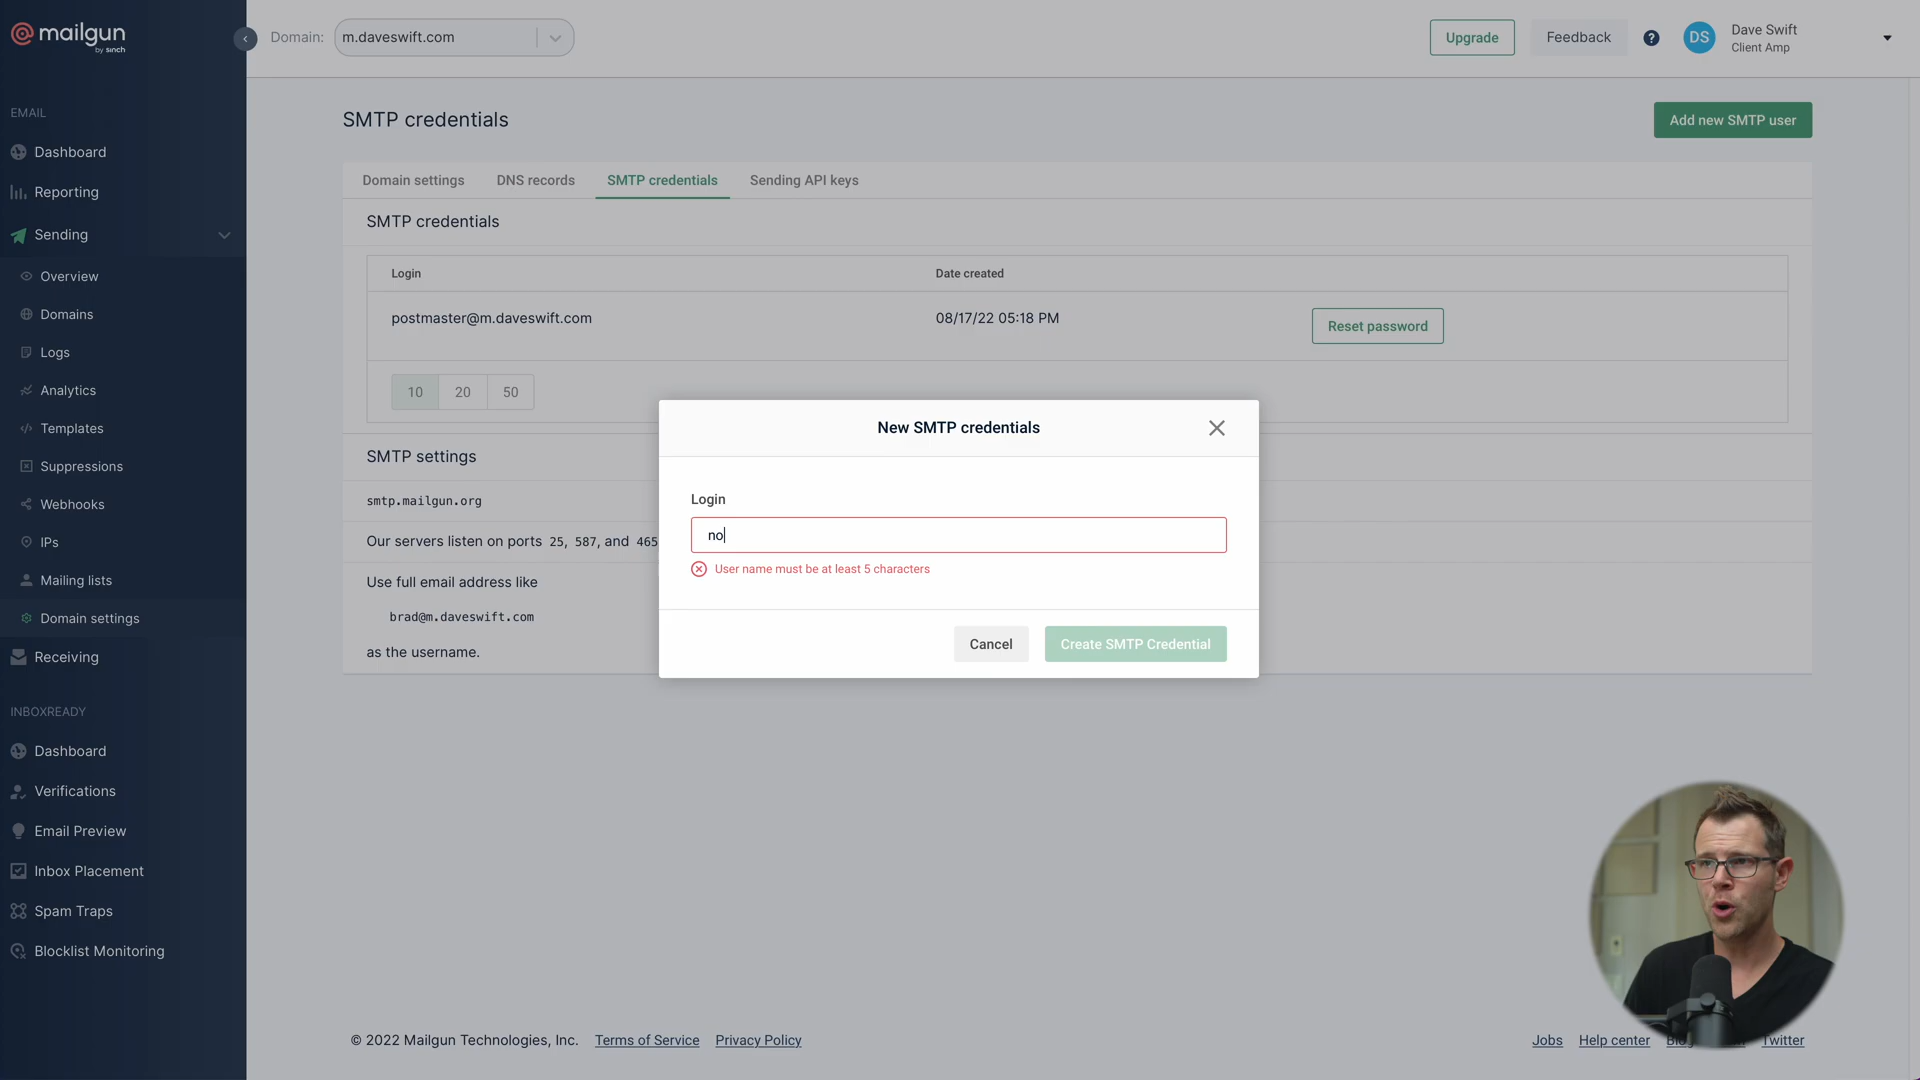 mailgun
by sinch
Domain:
m.daveswift.com
Upgrade
Feedback
?
DS
Dave Swift
Client Amp
EMAIL
Dashboard
Reporting
Sending
Overview
Domains
Logs
Analytics
Templates
Suppressions
Webhooks
IPs
Mailing lists
Domain settings
Receiving
INBOXREADY
Dashboard
Verifications
Email Preview
Inbox Placement
Spam Traps
Blocklist Monitoring
SMTP credentials
Add new SMTP user
Domain settings
DNS records
SMTP credentials
Sending API keys
SMTP credentials
Login
Date created
postmaster@m.daveswift.com
08/17/22 05:18 PM
Reset password
10
20
50
SMTP settings
smtp.mailgun.org
Our servers listen on ports 25, 587, and 465
Use full email address like
brad@m.daveswift.com
as the username.
New SMTP credentials
Login
no
User name must be at least 5 characters
Cancel
Create SMTP Credential
© 2022 Mailgun Technologies, Inc.
Terms of Service
Privacy Policy
Jobs
Help center
Twitter